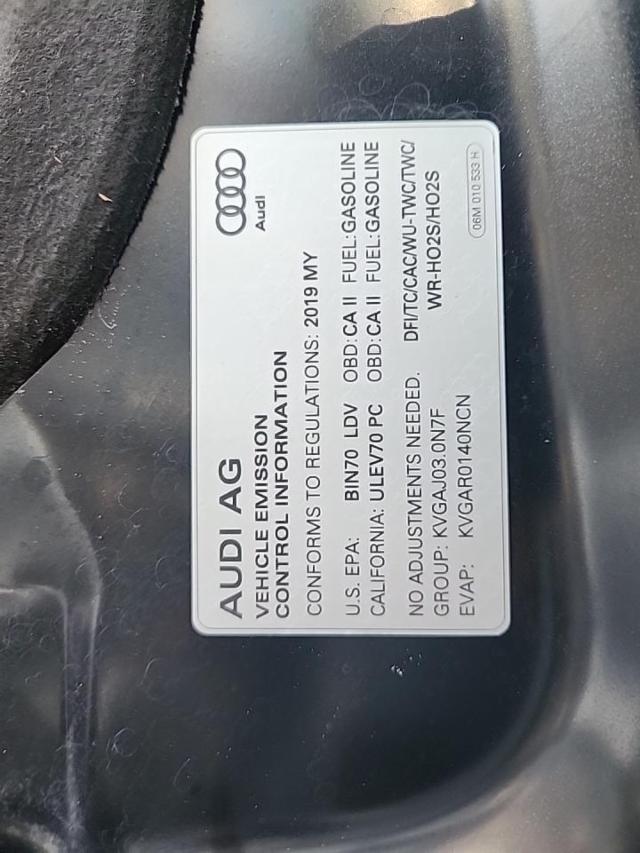 Audi
AUDI AG
VEHICLE EMISSION
CONTROL INFORMATION
CONFORMS TO REGULATIONS: 2019 MY
U.S. EPA: BIN70 LDV OBD: CA II FUEL: GASOLINE
CALIFORNIA: ULEV70 PC OBD: CA II FUEL: GASOLINE
NO ADJUSTMENTS NEEDED. DFI/TC/CAC/WU-TWC/TWC/
GROUP: KVGAJ03.0N7F WR-HO2S/HO2S
EVAP: KVGAR0140NCN
06M 010 533 H